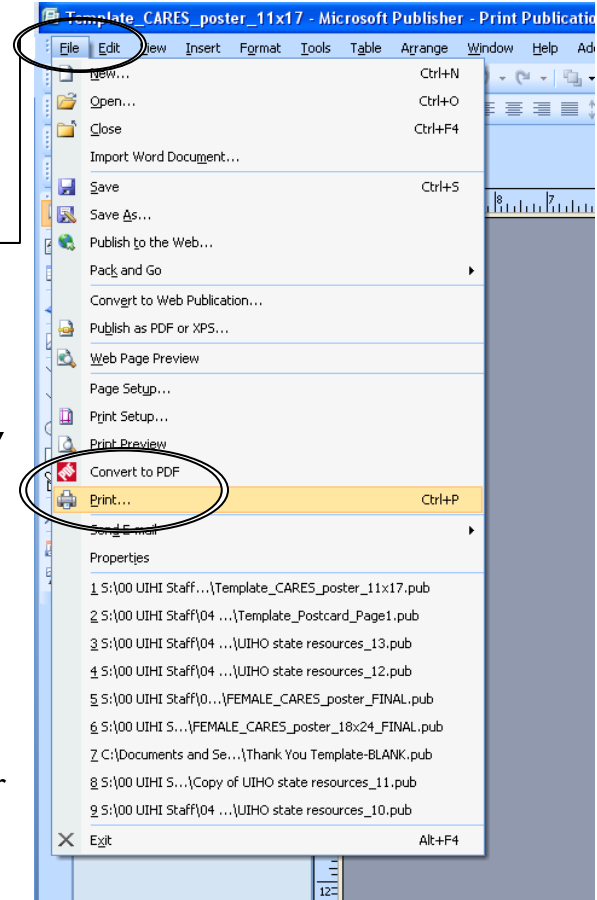 Template_CARES_poster_11x17 - Microsoft Publisher - Print Publicatio
File Edit View Insert Format Tools Table Arrange Window Help Ad
New... Ctrl+N
Open... Ctrl+O
Close Ctrl+F4
Import Word Document...
Save Ctrl+S
Save As...
Publish to the Web...
Pack and Go
Convert to Web Publication...
Publish as PDF or XPS...
Web Page Preview
Page Setup...
Print Setup...
Print Preview
Convert to PDF
Print... Ctrl+P
Send E-mail
Properties
1 S:\00 UIHI Staff...\Template_CARES_poster_11x17.pub
2 S:\00 UIHI Staff\04 ...\Template_Postcard_Page1.pub
3 S:\00 UIHI Staff\04 ...\UIHO state resources_13.pub
4 S:\00 UIHI Staff\04 ...\UIHO state resources_12.pub
5 S:\00 UIHI Staff\0...\FEMALE_CARES_poster_FINAL.pub
6 S:\00 UIHI S...\FEMALE_CARES_poster_18x24_FINAL.pub
7 C:\Documents and Se...\Thank You Template-BLANK.pub
8 S:\00 UIHI S...\Copy of UIHO state resources_11.pub
9 S:\00 UIHI Staff\04 ...\UIHO state resources_10.pub
Exit Alt+F4
8 7
12